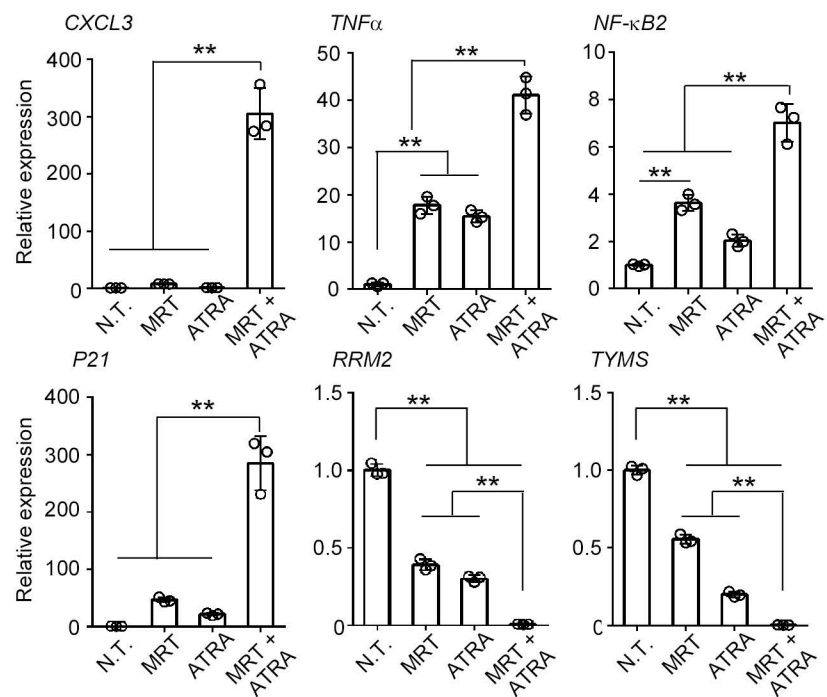 CXCL3
TNFα
NF-κB2
Relative expression
400
300
200
100
0
**
N.T.
MRT
ATRA
MRT +
ATRA
50
40
30
20
10
0
**
**
N.T.
MRT
ATRA
MRT +
ATRA
10
8
6
4
2
0
**
**
N.T.
MRT
ATRA
MRT +
ATRA
P21
RRM2
TYMS
Relative expression
400
300
200
100
0
**
N.T.
MRT
ATRA
MRT +
ATRA
1.5
1.0
0.5
0
**
**
N.T.
MRT
ATRA
MRT +
ATRA
1.5
1.0
0.5
C
**
**
N.T.
MRT
ATRA
MRT +
ATRA